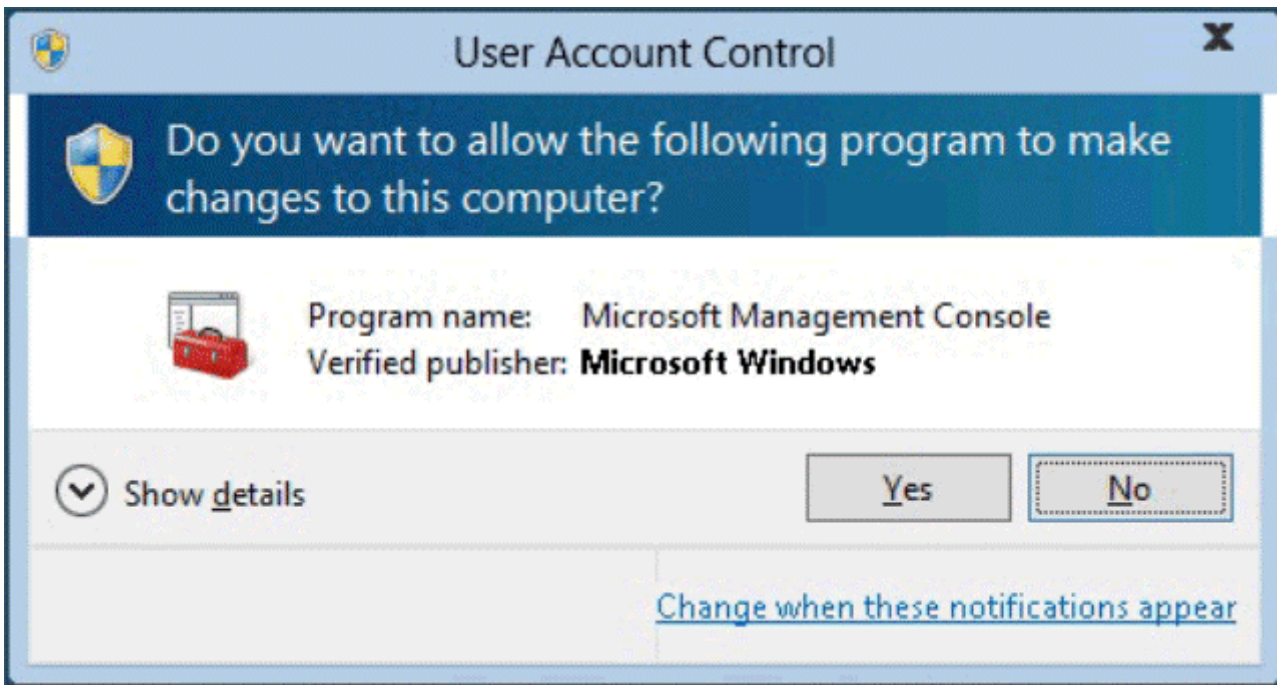 User Account Control
Do you want to allow the following program to make
changes to this computer?
Program name: Microsoft Management Console
Verified publisher: Microsoft Windows
Show details
Yes
No
Change when these notifications appear